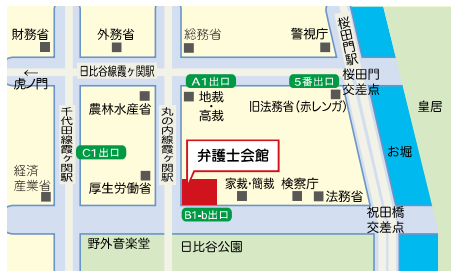 財務省
外務省
総務省
警視庁
桜田門駅
←
虎ノ門
日比谷線霞ヶ関駅
A1出口
5番出口
桜田門
交差点
農林水産省
地裁
・
高裁
旧法務省(赤レンガ)
皇居
千代田線霞ヶ関駅
丸の内線霞ヶ関駅
C1出口
弁護士会館
お堀
経済
産業省
厚生労働省
家裁・簡裁
検察庁
法務省
B1-b出口
祝田橋
交差点
野外音楽堂
日比谷公園